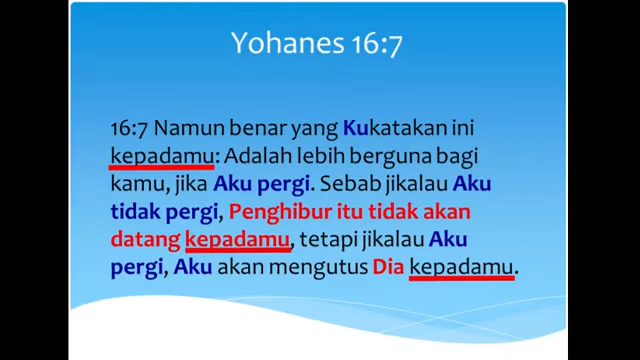 Yohanes 16:7
16:7 Namun benar yang Kukatakan ini
kepadamu: Adalah lebih berguna bagi
kamu, jika Aku pergi. Sebab jikalau Aku
tidak pergi, Penghibur itu tidak akan
datang kepadamu, tetapi jikalau Aku
pergi, Aku akan mengutus Dia kepadamu.